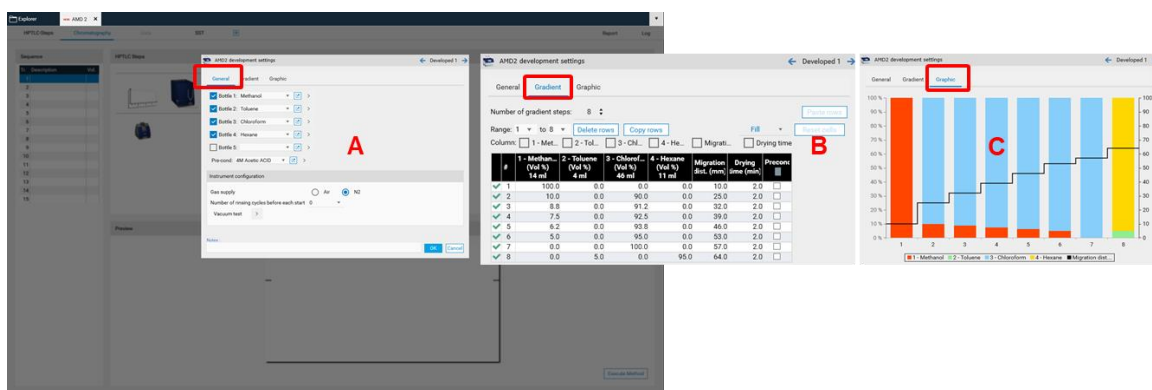 Explorer
AMD 2 ×
HPTLC Steps Chromatography SST Report Log
Sequence
HPTLC Steps
Description Vol.
Preview
Execute Method
AMD2 development settings ← Developed 1 →
General Gradient Graphic
Bottle 1: Methanol
Bottle 2: Toluene
Bottle 3: Chloroform
Bottle 4: Hexane
Bottle 5:
Pre-cond: 4M Acetic ACID
A
Instrument configuration
Gas supply Air N2
Number of rinsing cycles before each start 0
Vacuum test >
Notes:
OK Cancel
AMD2 development settings ← Developed 1 →
General Gradient Graphic
Number of gradient steps: 8 Paste rows
Range: 1 to 8 Delete rows Copy rows Fill Reset cells
B
Column: 1 - Met... 2 - Tol... 3 - Chl... 4 - He... Migrati... Drying time
# 1 - Methan... (Vol %) 14 ml 2 - Toluene (Vol %) 4 ml 3 - Chlorof... (Vol %) 46 ml 4 - Hexane (Vol %) 11 ml Migration dist. (mm) Drying time (min) Precond
1 100.0 0.0 0.0 0.0 10.0 2.0
2 10.0 0.0 90.0 0.0 25.0 2.0
3 8.8 0.0 91.2 0.0 32.0 2.0
4 7.5 0.0 92.5 0.0 39.0 2.0
5 6.2 0.0 93.8 0.0 46.0 2.0
6 5.0 0.0 95.0 0.0 53.0 2.0
7 0.0 0.0 100.0 0.0 57.0 2.0
8 0.0 5.0 0.0 95.0 64.0 2.0
AMD2 development settings ← Developed 1
General Gradient Graphic
100 % 100
90 % 90
80 % 80
70 % 70
60 % 60
C
50 % 50
40 % 40
30 % 30
20 % 20
10 % 10
0 % 0
1 2 3 4 5 6 7 8
1 - Methanol 2 - Toluene 3 - Chloroform 4 - Hexane Migration dist...